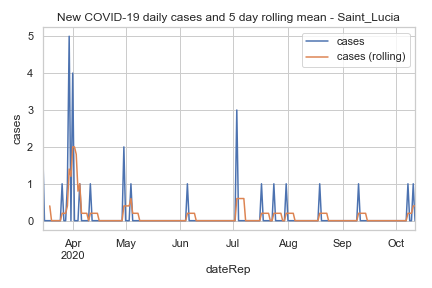 New COVID-19 daily cases and 5 day rolling mean - Saint_Lucia
cases
cases (rolling)
cases
5
4
3
2
1
0
Apr
2020
May
Jun
Jul
Aug
Sep
Oct
dateRep